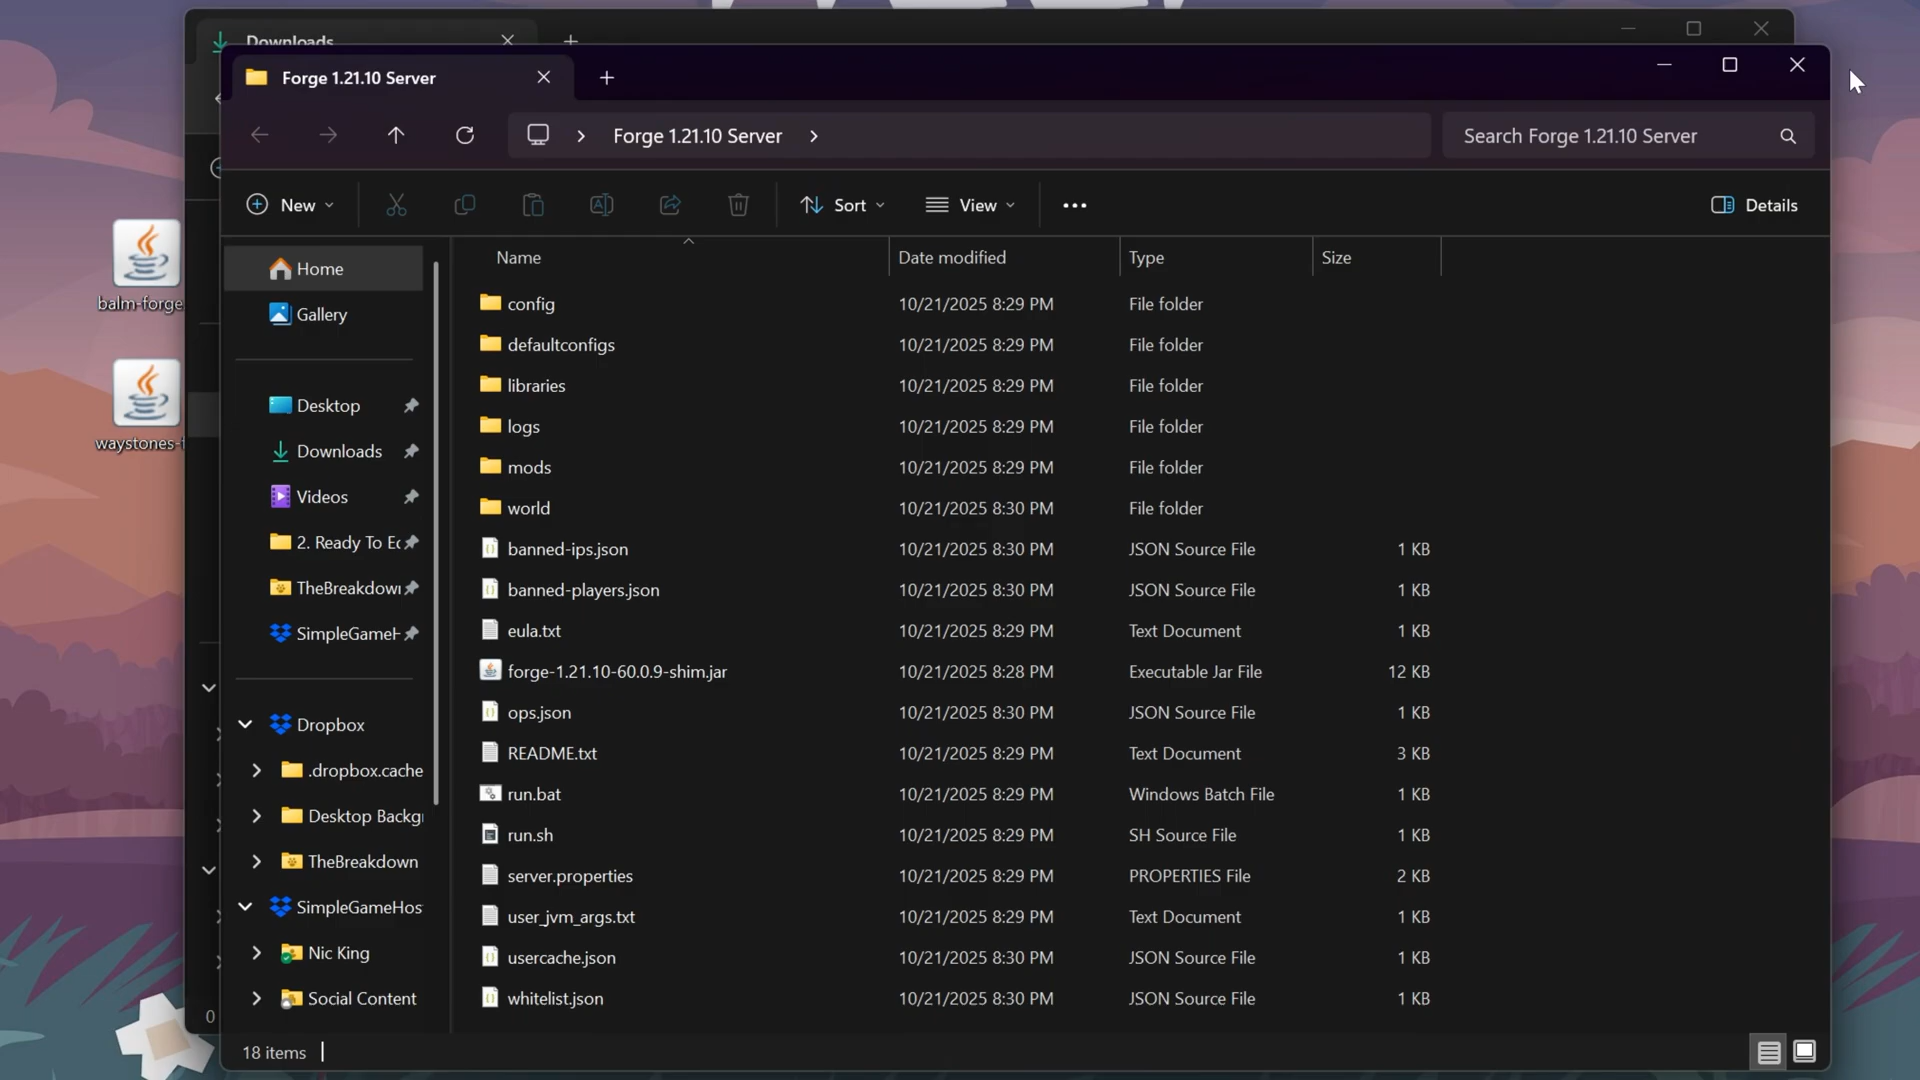 Downloads
Forge 1.21.10 Server
Forge 1.21.10 Server
Search Forge 1.21.10 Server
New
Sort
View
Details
balm-forge
waystones-f
Home
Gallery
Desktop
Downloads
Videos
2. Ready To Ec
TheBreakdow
SimpleGameH
Dropbox
.dropbox.cache
Desktop Backgr
TheBreakdown
SimpleGameHos
Nic King
Social Content
Name Date modified Type Size
config 10/21/2025 8:29 PM File folder
defaultconfigs 10/21/2025 8:29 PM File folder
libraries 10/21/2025 8:29 PM File folder
logs 10/21/2025 8:29 PM File folder
mods 10/21/2025 8:29 PM File folder
world 10/21/2025 8:30 PM File folder
banned-ips.json 10/21/2025 8:30 PM JSON Source File 1 KB
banned-players.json 10/21/2025 8:30 PM JSON Source File 1 KB
eula.txt 10/21/2025 8:29 PM Text Document 1 KB
forge-1.21.10-60.0.9-shim.jar 10/21/2025 8:28 PM Executable Jar File 12 KB
ops.json 10/21/2025 8:30 PM JSON Source File 1 KB
README.txt 10/21/2025 8:29 PM Text Document 3 KB
run.bat 10/21/2025 8:29 PM Windows Batch File 1 KB
run.sh 10/21/2025 8:29 PM SH Source File 1 KB
server.properties 10/21/2025 8:29 PM PROPERTIES File 2 KB
user_jvm_args.txt 10/21/2025 8:29 PM Text Document 1 KB
usercache.json 10/21/2025 8:30 PM JSON Source File 1 KB
whitelist.json 10/21/2025 8:30 PM JSON Source File 1 KB
0
18 items